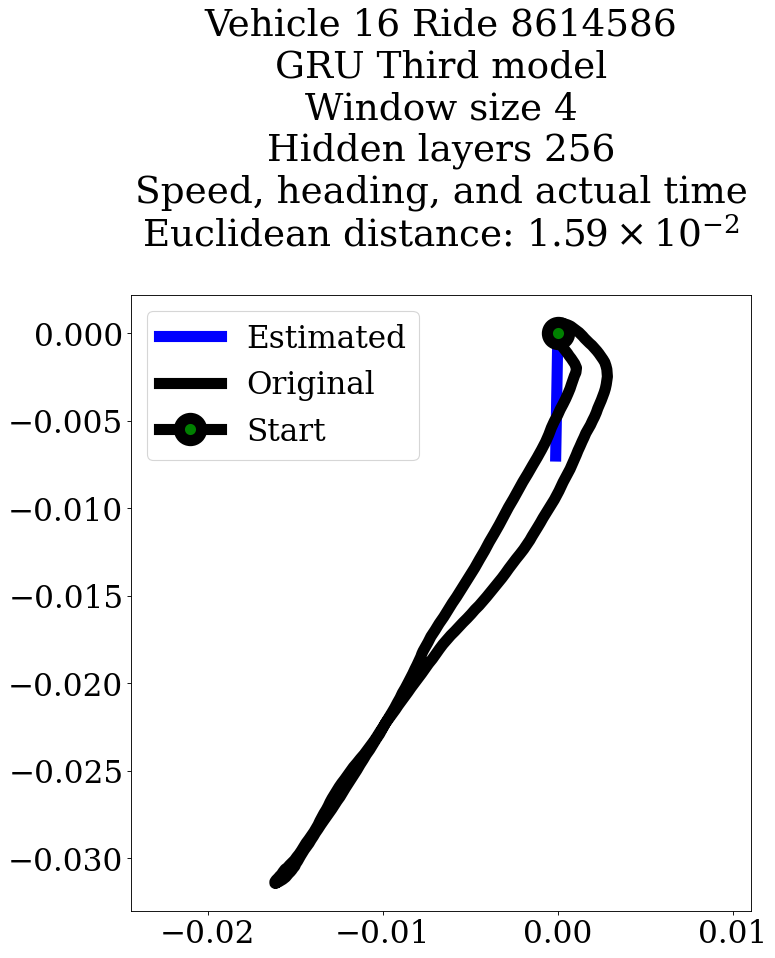 Vehicle 16 Ride 8614586
GRU Third model
Window size 4
Hidden layers 256
Speed, heading, and actual time
Euclidean distance: 1.59 × 10⁻²
Estimated
Original
Start
0.000
−0.005
−0.010
−0.015
−0.020
−0.025
−0.030
−0.02 −0.01 0.00 0.01